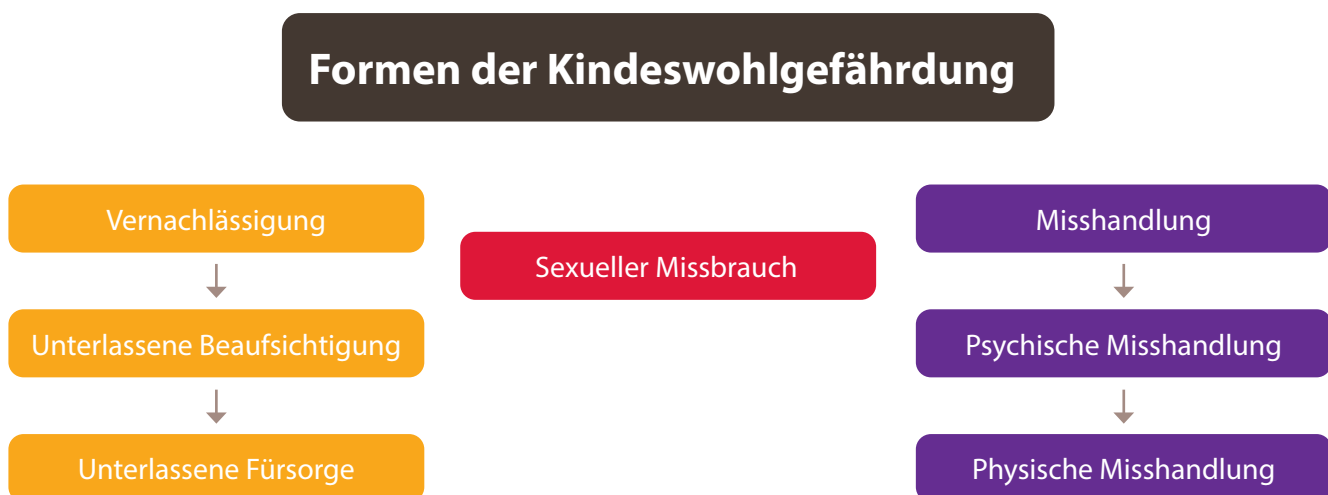 Formen der Kindeswohlgefährdung
Vernachlässigung
Unterlassene Beaufsichtigung
Unterlassene Fürsorge
Sexueller Missbrauch
Misshandlung
Psychische Misshandlung
Physische Misshandlung